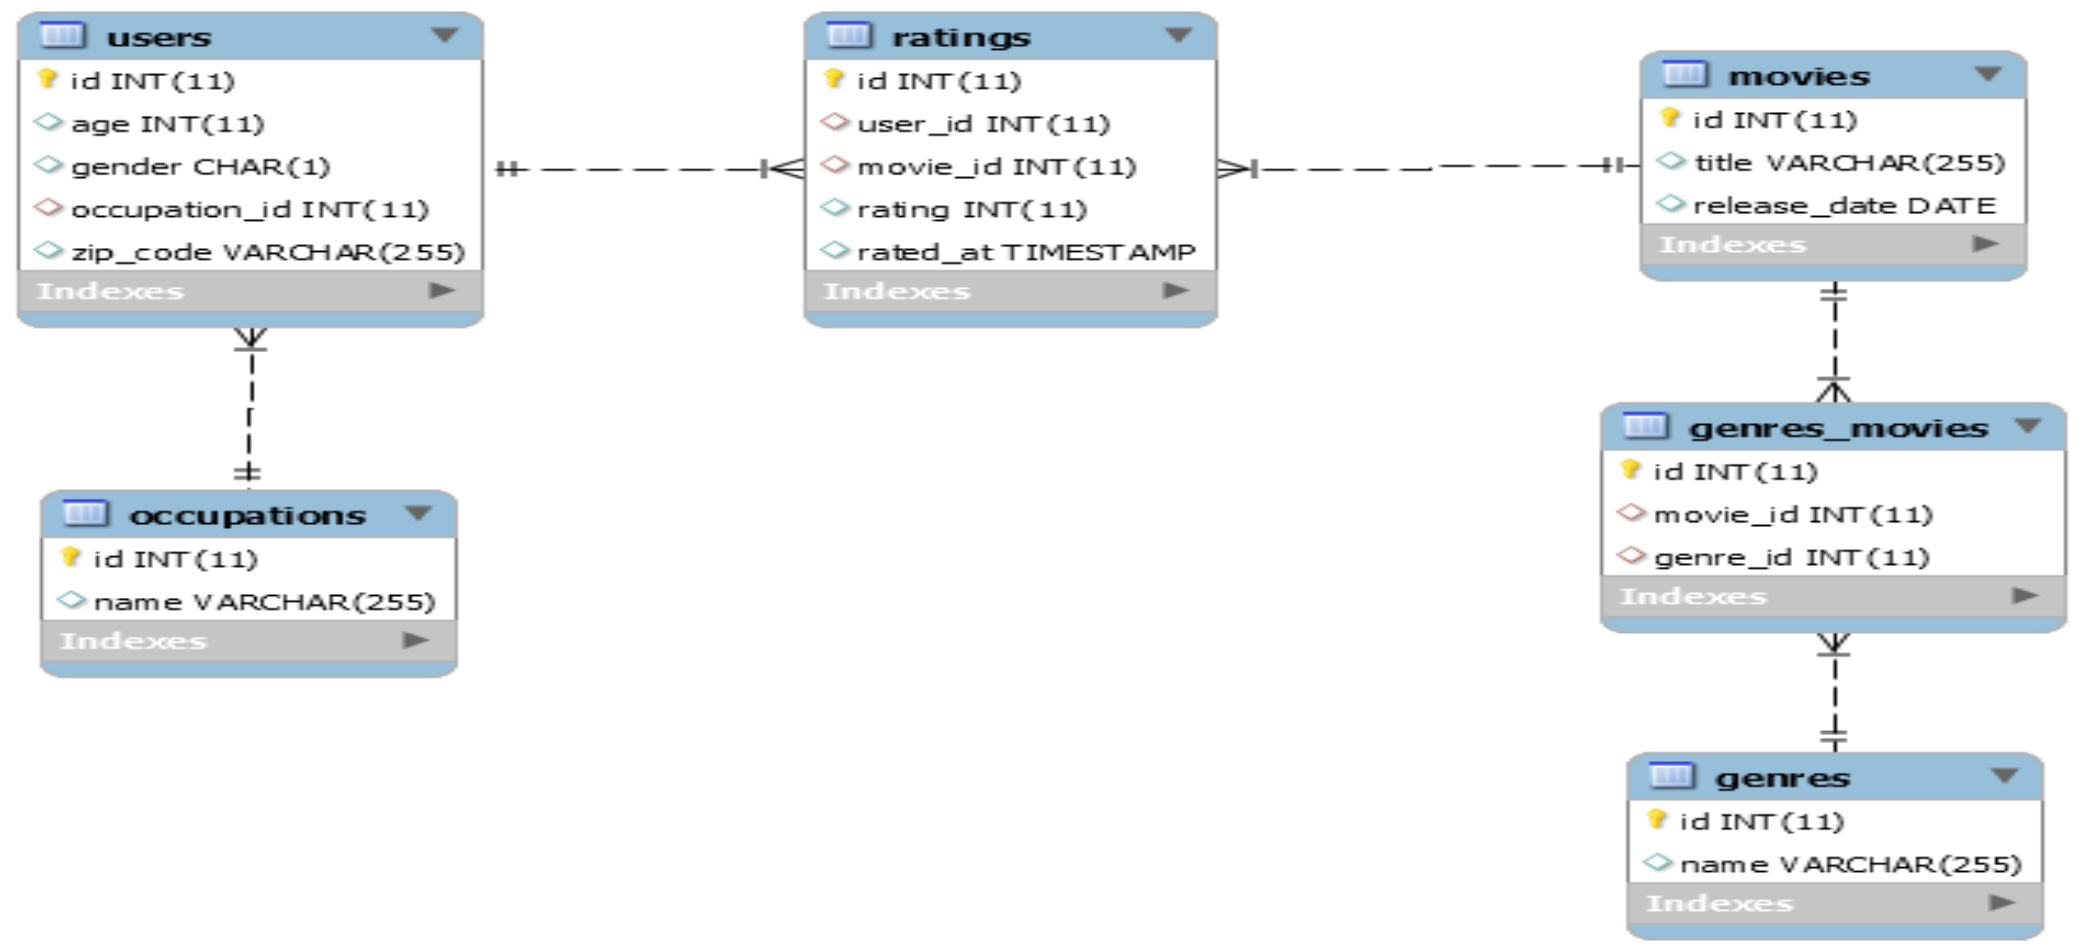 users
id INT(11)
age INT(11)
gender CHAR(1)
occupation_id INT(11)
zip_code VARCHAR(255)
Indexes
ratings
id INT(11)
user_id INT(11)
movie_id INT(11)
rating INT(11)
rated_at TIMESTAMP
Indexes
movies
id INT(11)
title VARCHAR(255)
release_date DATE
Indexes
occupations
id INT(11)
name VARCHAR(255)
Indexes
genres_movies
id INT(11)
movie_id INT(11)
genre_id INT(11)
Indexes
genres
id INT(11)
name VARCHAR(255)
Indexes